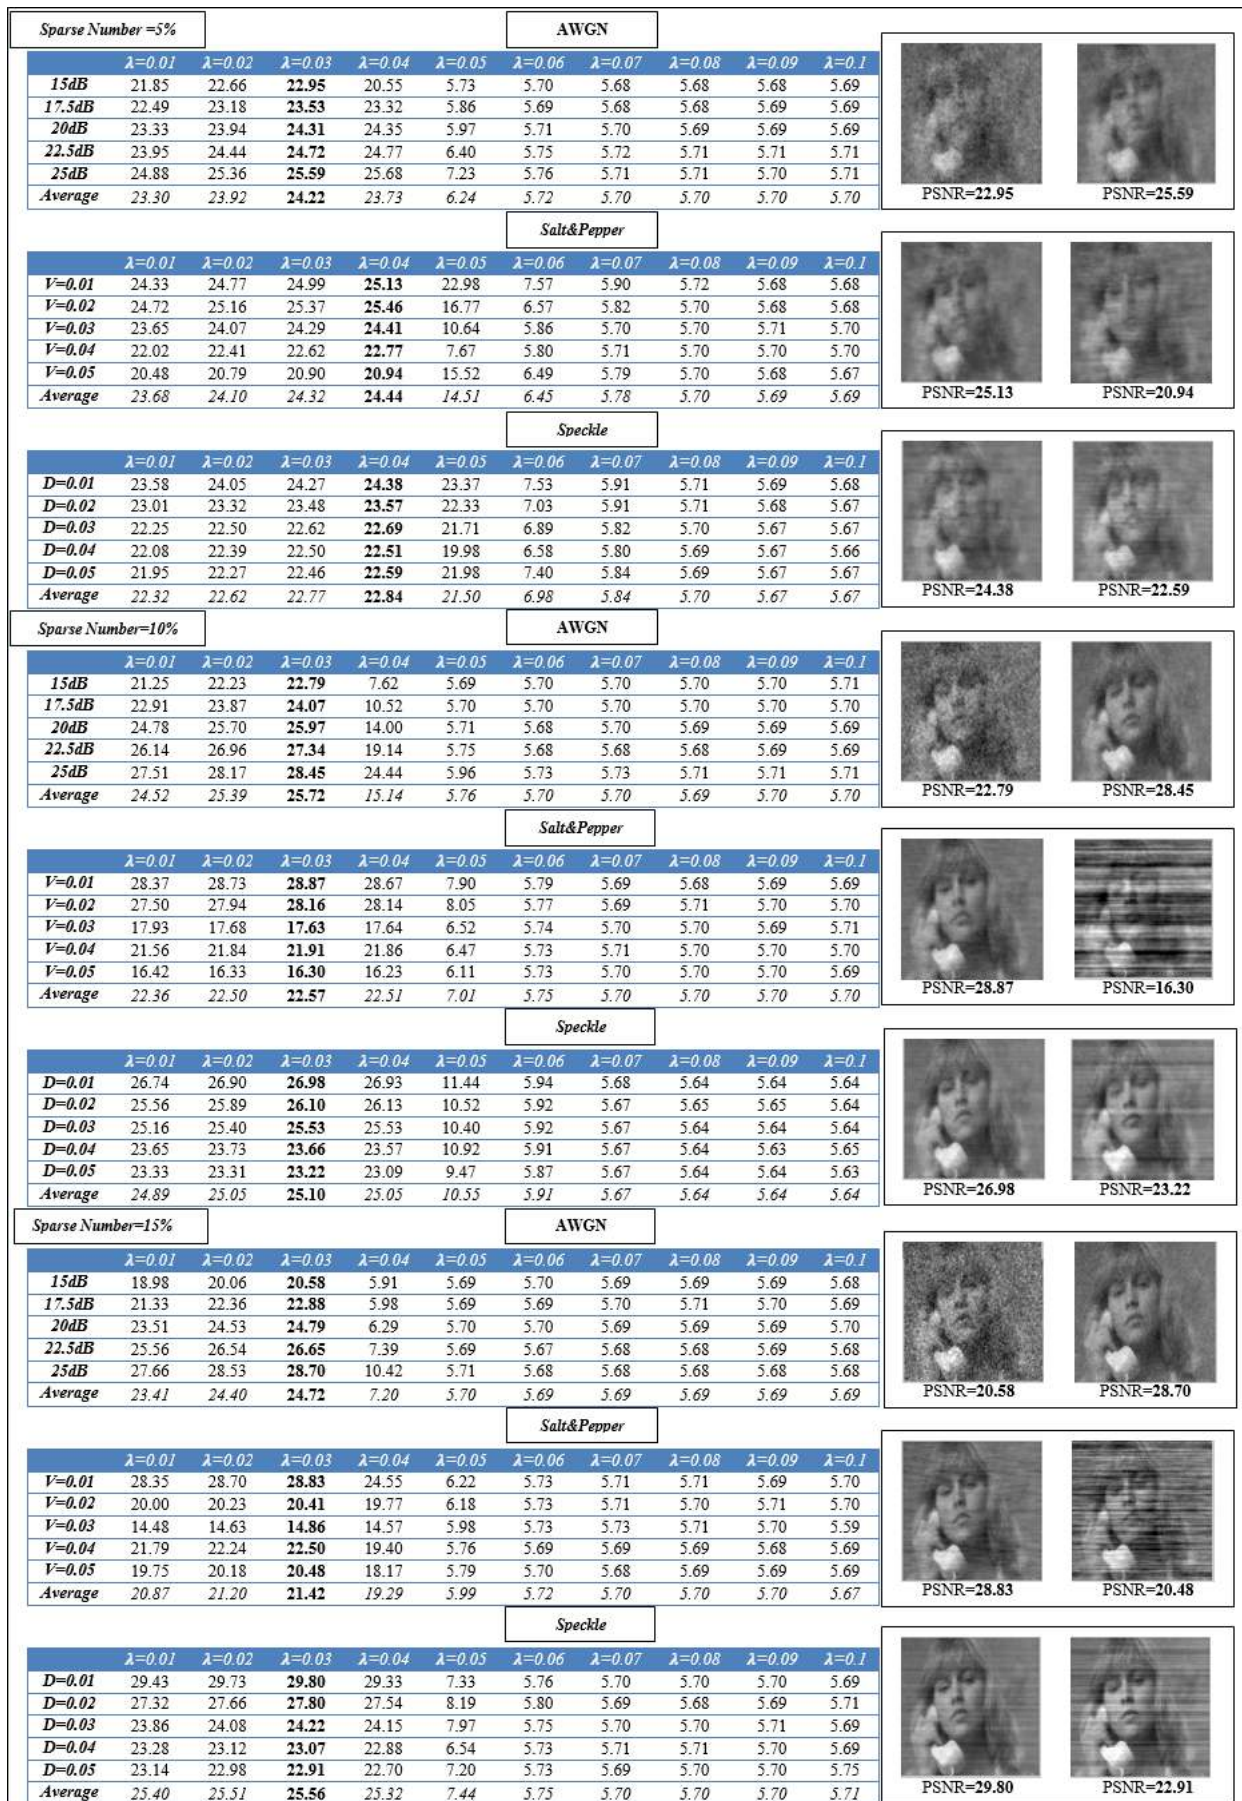 Sparse Number =5%
AWGN
λ=0.01 λ=0.02 λ=0.03 λ=0.04 λ=0.05 λ=0.06 λ=0.07 λ=0.08 λ=0.09 λ=0.1
15dB 21.85 22.66 22.95 20.55 5.73 5.70 5.68 5.68 5.68 5.69
17.5dB 22.49 23.18 23.53 23.32 5.86 5.69 5.68 5.68 5.69 5.69
20dB 23.33 23.94 24.31 24.35 5.97 5.71 5.70 5.69 5.69 5.69
22.5dB 23.95 24.44 24.72 24.77 6.40 5.75 5.72 5.71 5.71 5.71
25dB 24.88 25.36 25.59 25.68 7.23 5.76 5.71 5.71 5.70 5.71
Average 23.30 23.92 24.22 23.73 6.24 5.72 5.70 5.70 5.70 5.70
PSNR=22.95 PSNR=25.59
Salt&Pepper
λ=0.01 λ=0.02 λ=0.03 λ=0.04 λ=0.05 λ=0.06 λ=0.07 λ=0.08 λ=0.09 λ=0.1
V=0.01 24.33 24.77 24.99 25.13 22.98 7.57 5.90 5.72 5.68 5.68
V=0.02 24.72 25.16 25.37 25.46 16.77 6.57 5.82 5.70 5.68 5.68
V=0.03 23.65 24.07 24.29 24.41 10.64 5.86 5.70 5.70 5.71 5.70
V=0.04 22.02 22.41 22.62 22.77 7.67 5.80 5.71 5.70 5.70 5.70
V=0.05 20.48 20.79 20.90 20.94 15.52 6.49 5.79 5.70 5.68 5.67
Average 23.68 24.10 24.32 24.44 14.51 6.45 5.78 5.70 5.69 5.69
PSNR=25.13 PSNR=20.94
Speckle
λ=0.01 λ=0.02 λ=0.03 λ=0.04 λ=0.05 λ=0.06 λ=0.07 λ=0.08 λ=0.09 λ=0.1
D=0.01 23.58 24.05 24.27 24.38 23.37 7.53 5.91 5.71 5.69 5.68
D=0.02 23.01 23.32 23.48 23.57 22.33 7.03 5.91 5.71 5.68 5.67
D=0.03 22.25 22.50 22.62 22.69 21.71 6.89 5.82 5.70 5.67 5.67
D=0.04 22.08 22.39 22.50 22.51 19.98 6.58 5.80 5.69 5.67 5.66
D=0.05 21.95 22.27 22.46 22.59 21.98 7.40 5.84 5.69 5.67 5.67
Average 22.32 22.62 22.77 22.84 21.50 6.98 5.84 5.70 5.67 5.67
PSNR=24.38 PSNR=22.59
Sparse Number=10%
AWGN
λ=0.01 λ=0.02 λ=0.03 λ=0.04 λ=0.05 λ=0.06 λ=0.07 λ=0.08 λ=0.09 λ=0.1
15dB 21.25 22.23 22.79 7.62 5.69 5.70 5.70 5.70 5.70 5.71
17.5dB 22.91 23.87 24.07 10.52 5.70 5.70 5.70 5.70 5.70 5.70
20dB 24.78 25.70 25.97 14.00 5.71 5.68 5.70 5.69 5.69 5.69
22.5dB 26.14 26.96 27.34 19.14 5.75 5.68 5.68 5.68 5.69 5.69
25dB 27.51 28.17 28.45 24.44 5.96 5.73 5.73 5.71 5.71 5.71
Average 24.52 25.39 25.72 15.14 5.76 5.70 5.70 5.69 5.70 5.70
PSNR=22.79 PSNR=28.45
Salt&Pepper
λ=0.01 λ=0.02 λ=0.03 λ=0.04 λ=0.05 λ=0.06 λ=0.07 λ=0.08 λ=0.09 λ=0.1
V=0.01 28.37 28.73 28.87 28.67 7.90 5.79 5.69 5.68 5.69 5.69
V=0.02 27.50 27.94 28.16 28.14 8.05 5.77 5.69 5.71 5.70 5.70
V=0.03 17.93 17.68 17.63 17.64 6.52 5.74 5.70 5.70 5.69 5.71
V=0.04 21.56 21.84 21.91 21.86 6.47 5.73 5.71 5.70 5.70 5.70
V=0.05 16.42 16.33 16.30 16.23 6.11 5.73 5.70 5.70 5.70 5.69
Average 22.36 22.50 22.57 22.51 7.01 5.75 5.70 5.70 5.70 5.70
PSNR=28.87 PSNR=16.30
Speckle
λ=0.01 λ=0.02 λ=0.03 λ=0.04 λ=0.05 λ=0.06 λ=0.07 λ=0.08 λ=0.09 λ=0.1
D=0.01 26.74 26.90 26.98 26.93 11.44 5.94 5.68 5.64 5.64 5.64
D=0.02 25.56 25.89 26.10 26.13 10.52 5.92 5.67 5.65 5.65 5.64
D=0.03 25.16 25.40 25.53 25.53 10.40 5.92 5.67 5.64 5.64 5.64
D=0.04 23.65 23.73 23.66 23.57 10.92 5.91 5.67 5.64 5.63 5.65
D=0.05 23.33 23.31 23.22 23.09 9.47 5.87 5.67 5.64 5.64 5.63
Average 24.89 25.05 25.10 25.05 10.55 5.91 5.67 5.64 5.64 5.64
PSNR=26.98 PSNR=23.22
Sparse Number=15%
AWGN
λ=0.01 λ=0.02 λ=0.03 λ=0.04 λ=0.05 λ=0.06 λ=0.07 λ=0.08 λ=0.09 λ=0.1
15dB 18.98 20.06 20.58 5.91 5.69 5.70 5.69 5.69 5.69 5.68
17.5dB 21.33 22.36 22.88 5.98 5.69 5.69 5.70 5.71 5.70 5.69
20dB 23.51 24.53 24.79 6.29 5.70 5.70 5.69 5.69 5.69 5.70
22.5dB 25.56 26.54 26.65 7.39 5.69 5.67 5.68 5.68 5.69 5.68
25dB 27.66 28.53 28.70 10.42 5.71 5.68 5.68 5.68 5.68 5.68
Average 23.41 24.40 24.72 7.20 5.70 5.69 5.69 5.69 5.69 5.69
PSNR=20.58 PSNR=28.70
Salt&Pepper
λ=0.01 λ=0.02 λ=0.03 λ=0.04 λ=0.05 λ=0.06 λ=0.07 λ=0.08 λ=0.09 λ=0.1
V=0.01 28.35 28.70 28.83 24.55 6.22 5.73 5.71 5.71 5.69 5.70
V=0.02 20.00 20.23 20.41 19.77 6.18 5.73 5.71 5.70 5.71 5.70
V=0.03 14.48 14.63 14.86 14.57 5.98 5.73 5.73 5.71 5.70 5.59
V=0.04 21.79 22.24 22.50 19.40 5.76 5.69 5.69 5.69 5.68 5.69
V=0.05 19.75 20.18 20.48 18.17 5.79 5.70 5.68 5.69 5.69 5.69
Average 20.87 21.20 21.42 19.29 5.99 5.72 5.70 5.70 5.70 5.67
PSNR=28.83 PSNR=20.48
Speckle
λ=0.01 λ=0.02 λ=0.03 λ=0.04 λ=0.05 λ=0.06 λ=0.07 λ=0.08 λ=0.09 λ=0.1
D=0.01 29.43 29.73 29.80 29.33 7.33 5.76 5.70 5.70 5.70 5.69
D=0.02 27.32 27.66 27.80 27.54 8.19 5.80 5.69 5.68 5.69 5.71
D=0.03 23.86 24.08 24.22 24.15 7.97 5.75 5.70 5.70 5.71 5.69
D=0.04 23.28 23.12 23.07 22.88 6.54 5.73 5.71 5.71 5.70 5.69
D=0.05 23.14 22.98 22.91 22.70 7.20 5.73 5.69 5.70 5.70 5.75
Average 25.40 25.51 25.56 25.32 7.44 5.75 5.70 5.70 5.70 5.71
PSNR=29.80 PSNR=22.91